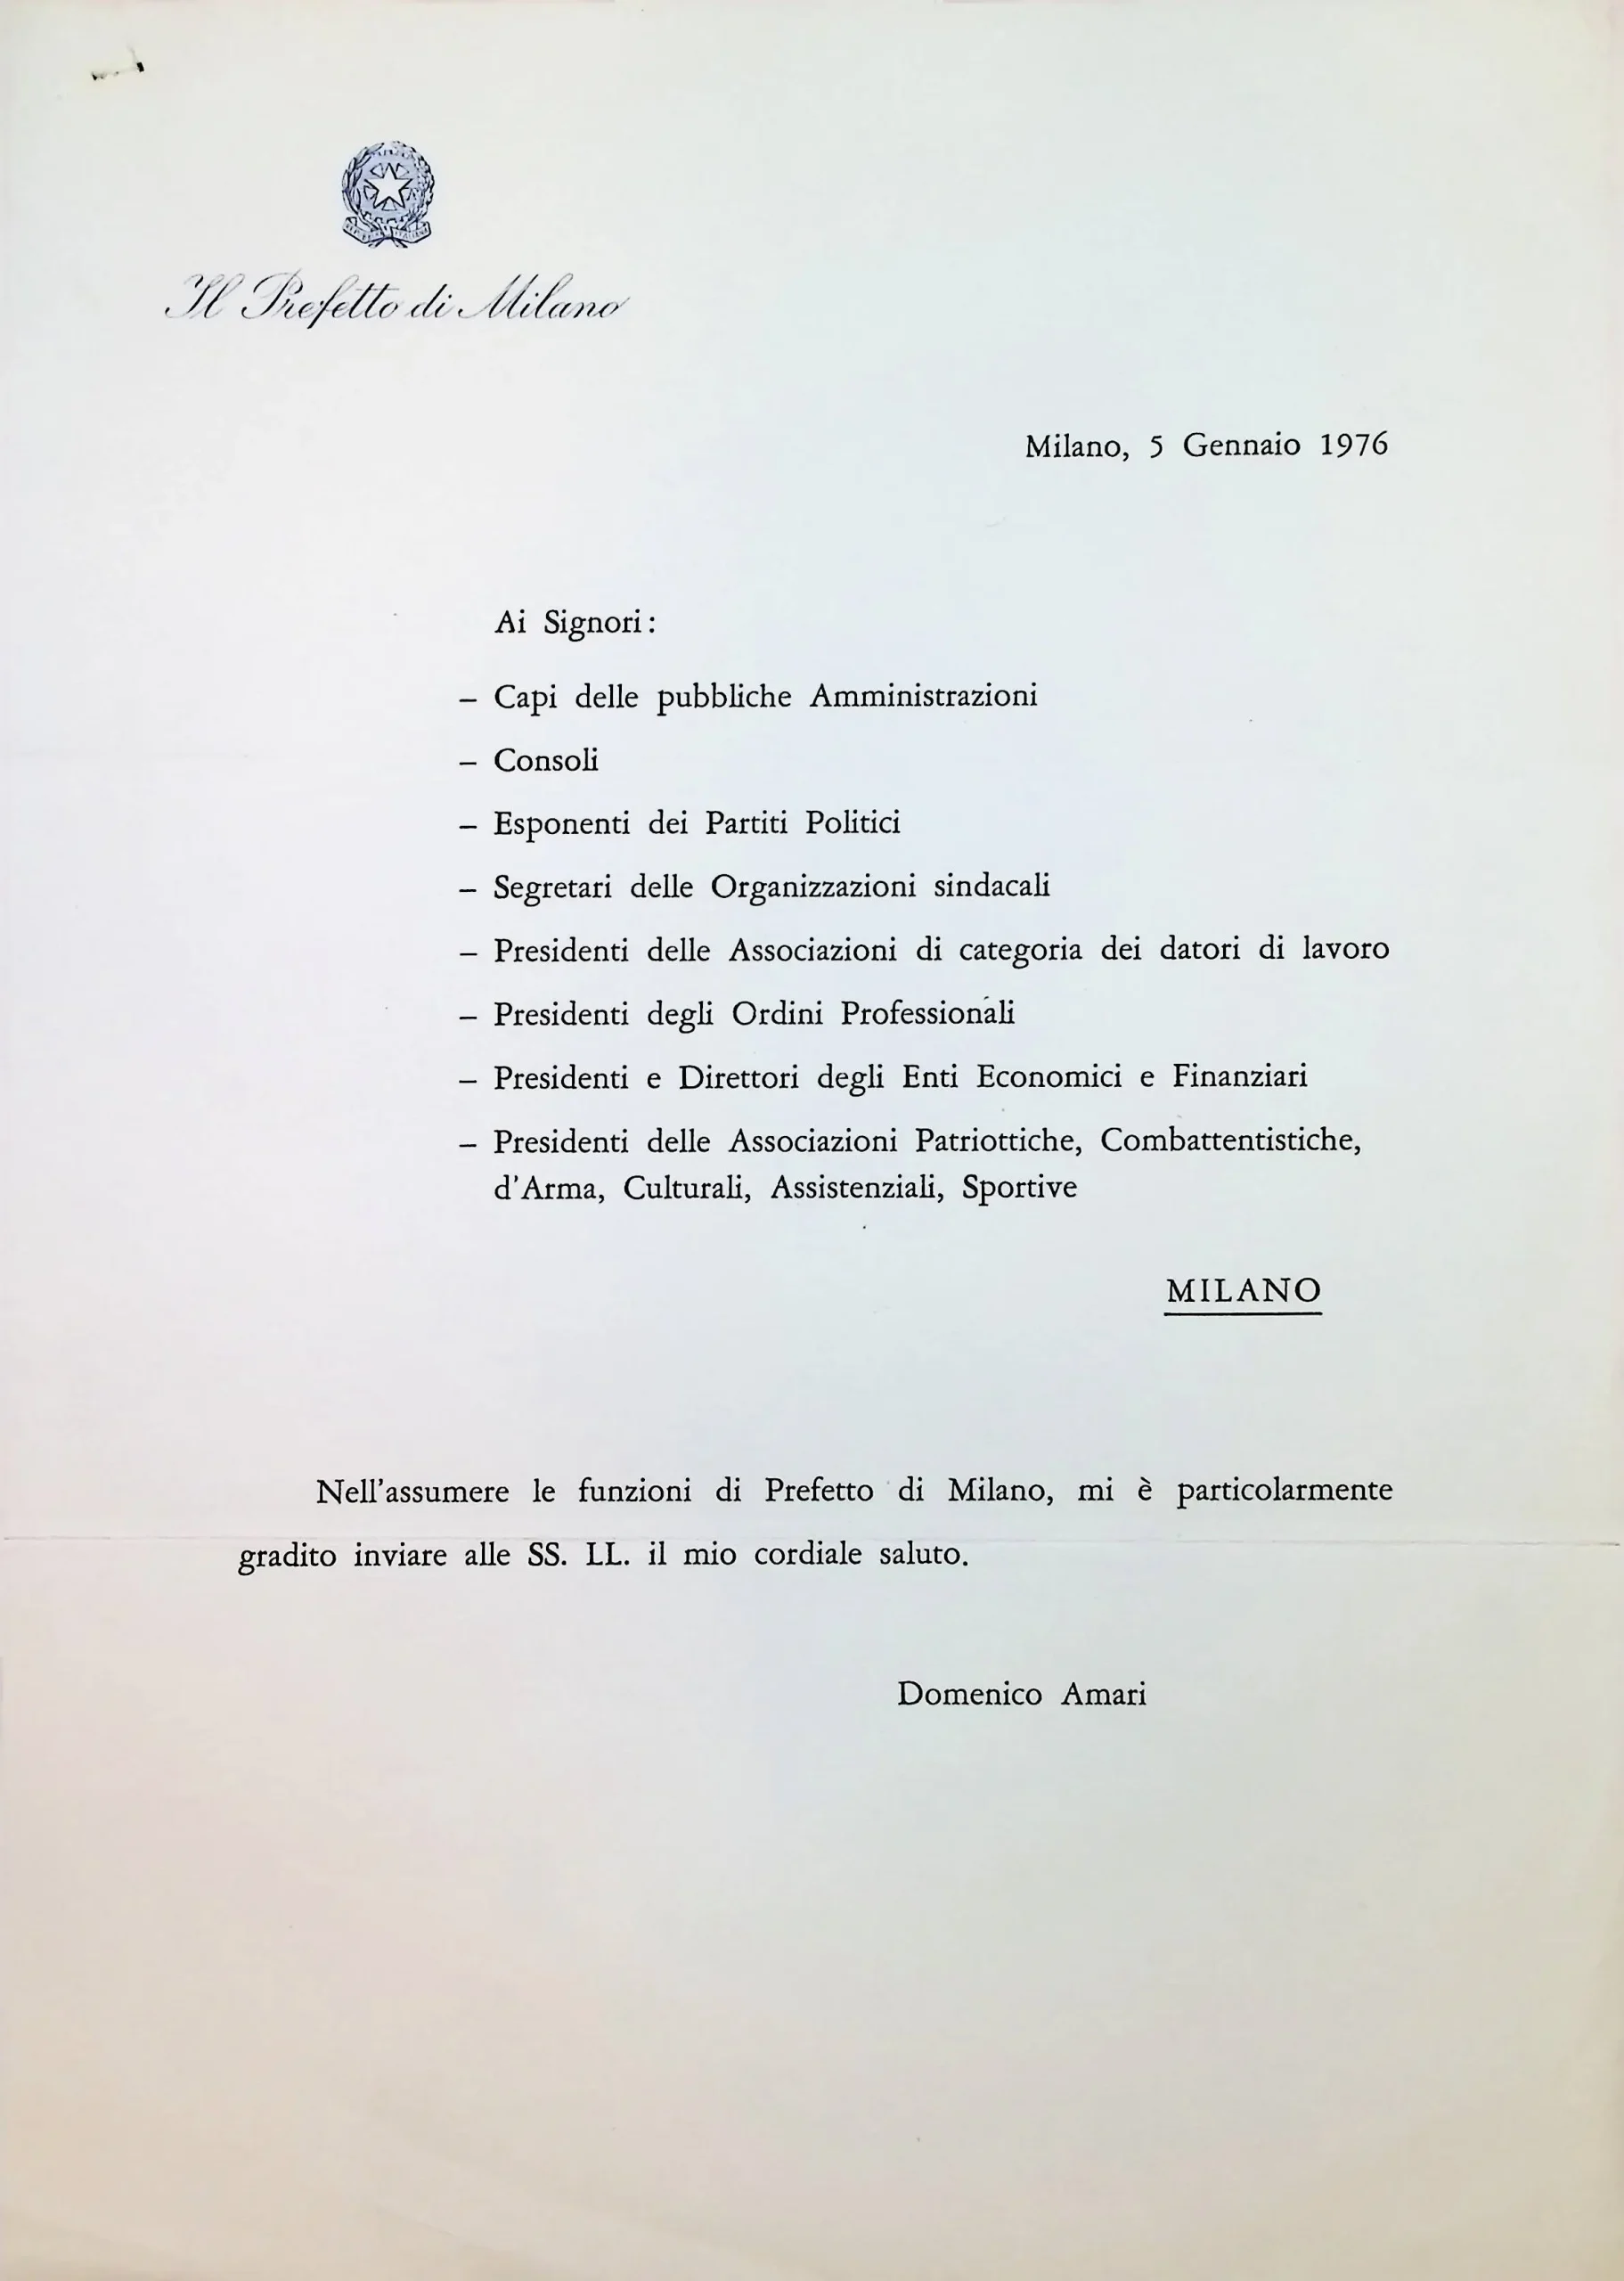 Il Prefetto di Milano
Milano, 5 Gennaio 1976
Ai Signori:
– Capi delle pubbliche Amministrazioni
– Consoli
– Esponenti dei Partiti Politici
– Segretari delle Organizzazioni sindacali
– Presidenti delle Associazioni di categoria dei datori di lavoro
– Presidenti degli Ordini Professionali
– Presidenti e Direttori degli Enti Economici e Finanziari
– Presidenti delle Associazioni Patriottiche, Combattentistiche,
d'Arma, Culturali, Assistenziali, Sportive
MILANO
Nell'assumere le funzioni di Prefetto di Milano, mi è particolarmente
gradito inviare alle SS. LL. il mio cordiale saluto.
Domenico Amari